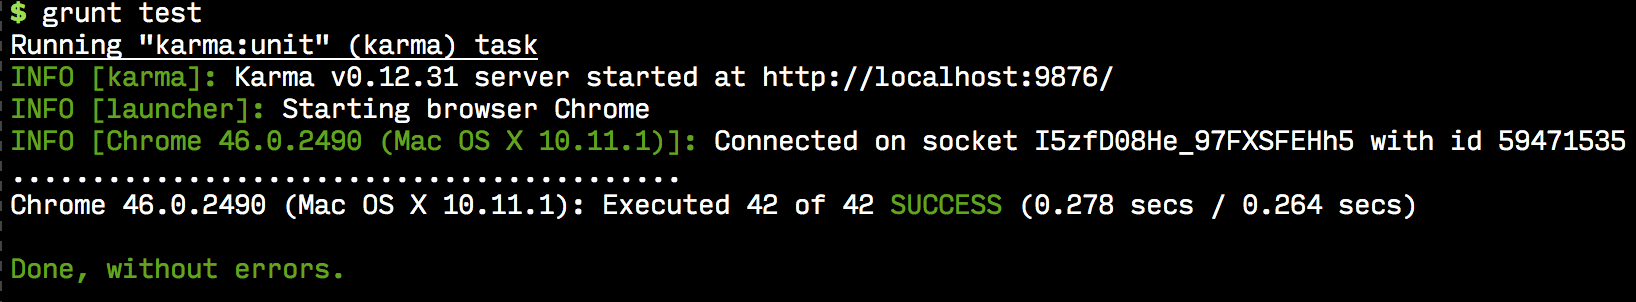 $ grunt test
Running "karma:unit" (karma) task
INFO [karma]: Karma v0.12.31 server started at http://localhost:9876/
INFO [launcher]: Starting browser Chrome
INFO [Chrome 46.0.2490 (Mac OS X 10.11.1)]: Connected on socket I5zfD08He_97FXSFEHh5 with id 59471535
..........................................
Chrome 46.0.2490 (Mac OS X 10.11.1): Executed 42 of 42 SUCCESS (0.278 secs / 0.264 secs)
Done, without errors.